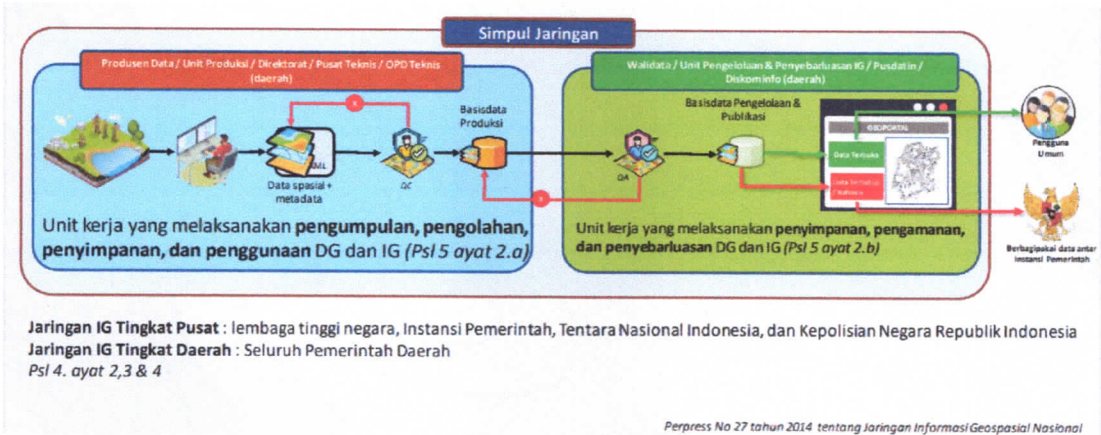 Simpul Jaringan
Produsen Data / Unit Produksi / Direktorat / Pusat Teknis / OPD Teknis
(daerah)
Walidata / Unit Pengelolaan & Penyebarluasan IG / Pusdatin /
Diskominfo (daerah)
x
Basisdata
Produksi
Data spasial +
metadata
QC
Unit kerja yang melaksanakan pengumpulan, pengolahan,
penyimpanan, dan penggunaan DG dan IG (Psl 5 ayat 2.a)
Basisdata Pengelolaan &
Publikasi
QA
x
GEOPORTAL
Data Terbuka
Unit kerja yang melaksanakan penyimpanan, pengamanan,
dan penyebarluasan DG dan IG (Psl 5 ayat 2.b)
Pengguna
Umum
Berbagipakai data antar
Instansi Pemerintah
Jaringan IG Tingkat Pusat : lembaga tinggi negara, Instansi Pemerintah, Tentara Nasional Indonesia, dan Kepolisian Negara Republik Indonesia
Jaringan IG Tingkat Daerah : Seluruh Pemerintah Daerah
Psl 4. ayat 2,3 & 4
Perpress No 27 tahun 2014 tentang Jaringan Informasi Geospasial Nasional